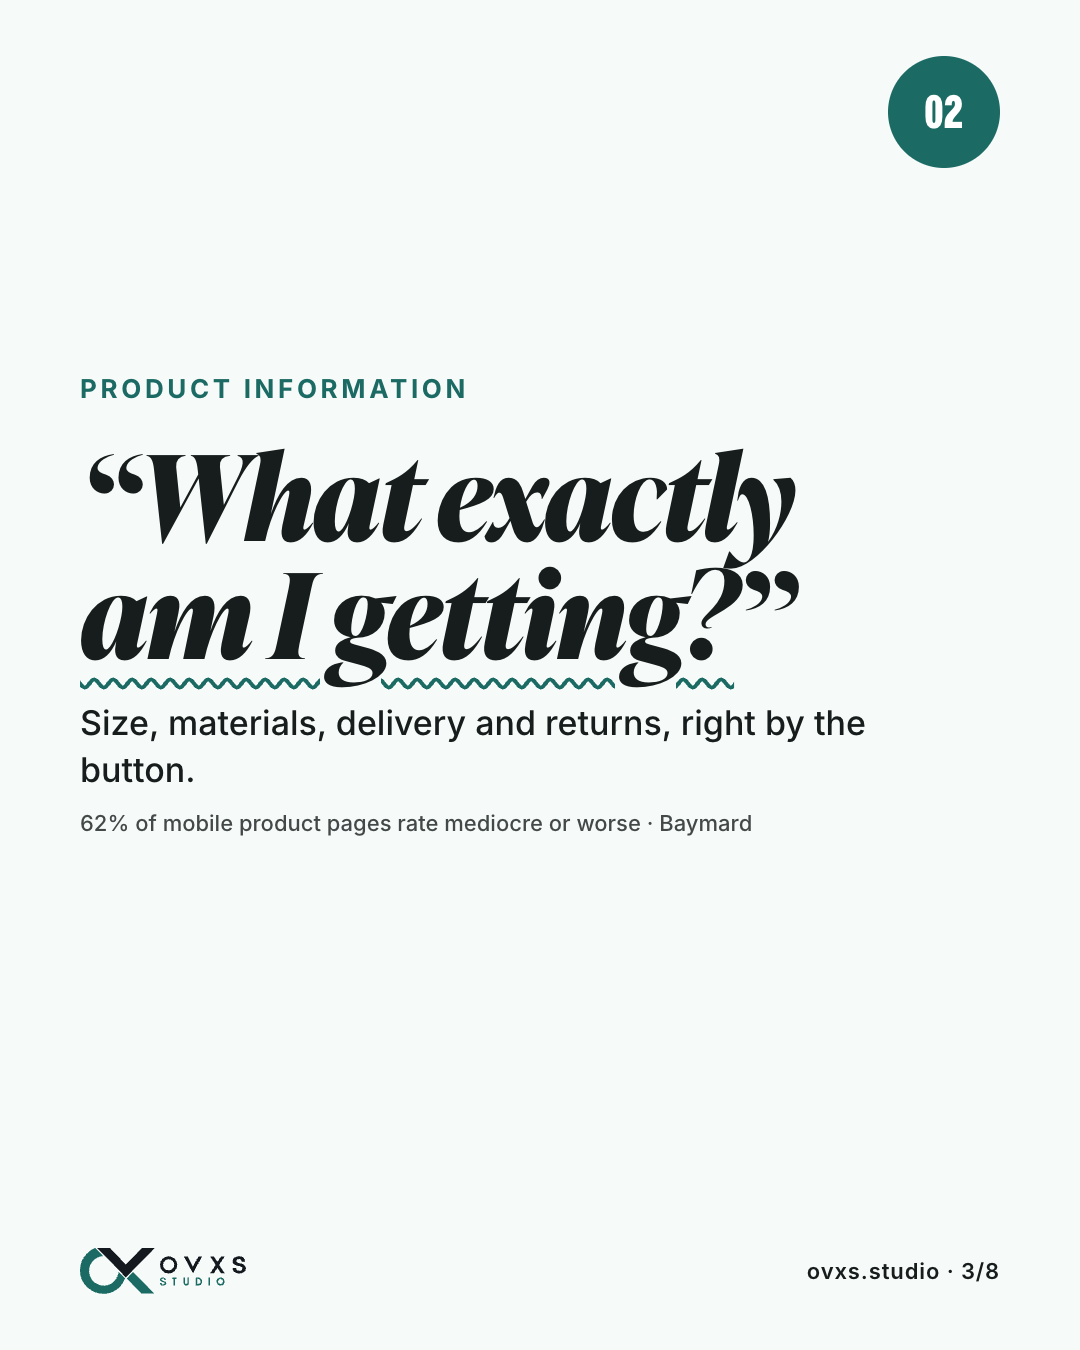 02
PRODUCT INFORMATION
“What exactly
am I getting?”
Size, materials, delivery and returns, right by the
button.
62% of mobile product pages rate mediocre or worse · Baymard
OVXS
STUDIO
ovxs.studio · 3/8